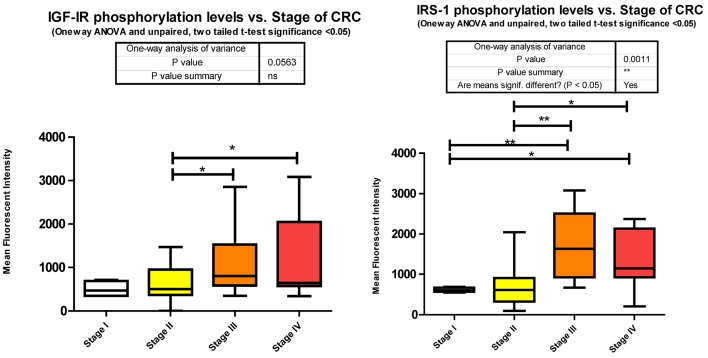 IGF-IR phosphorylation levels vs. Stage of CRC
(Oneway ANOVA and unpaired, two tailed t-test significance <0.05)
One-way analysis of variance
P value 0.0563
P value summary ns
*
*
Mean Fluorescent Intensity
4000
3000
2000
1000
0
Stage I
Stage II
Stage III
Stage IV
IRS-1 phosphorylation levels vs. Stage of CRC
(Oneway ANOVA and unpaired, two tailed t-test significance <0.05)
One-way analysis of variance
P value 0.0011
P value summary **
Are means signif. different? (P < 0.05) Yes
*
**
**
*
Mean Fluorescent Intensity
4000
3000
2000
1000
0
Stage I
Stage II
Stage III
Stage IV